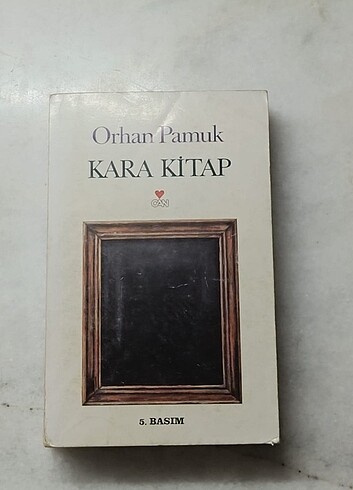 Orhan Pamuk
KARA KİTAP
CAN
5. BASIM